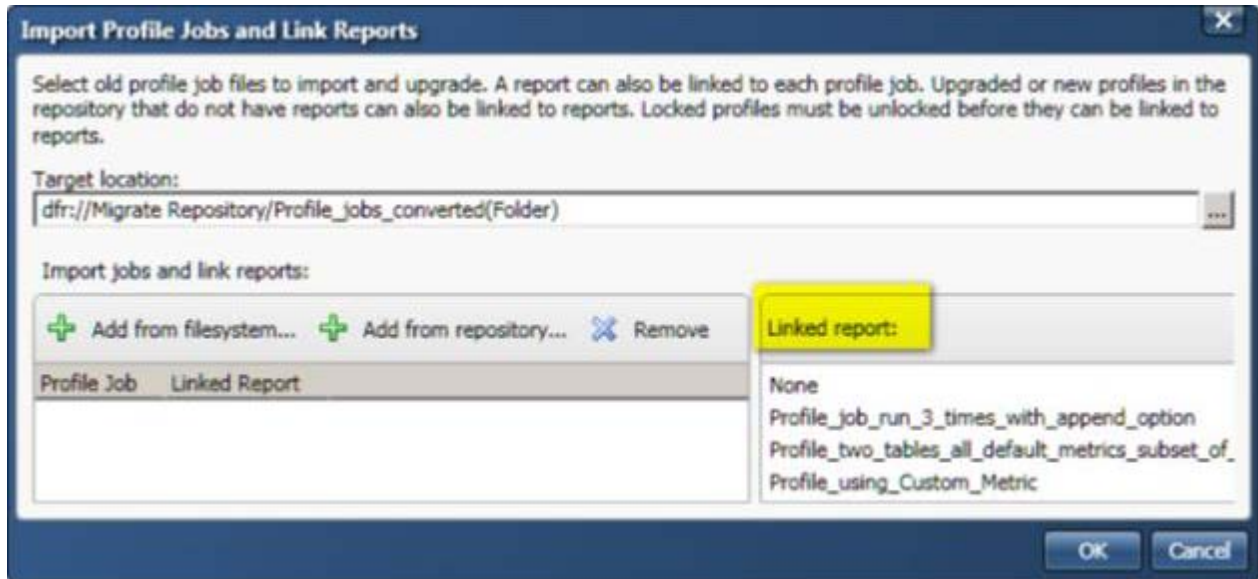 Import Profile Jobs and Link Reports
Select old profile job files to import and upgrade. A report can also be linked to each profile job. Upgraded or new profiles in the
repository that do not have reports can also be linked to reports. Locked profiles must be unlocked before they can be linked to
reports.
Target location:
dfr://Migrate Repository/Profile_jobs_converted(Folder)
...
Import jobs and link reports:
Add from filesystem... Add from repository... Remove
Profile Job Linked Report
Linked report:
None
Profile_job_run_3_times_with_append_option
Profile_two_tables_all_default_metrics_subset_of_
Profile_using_Custom_Metric
OK Cancel